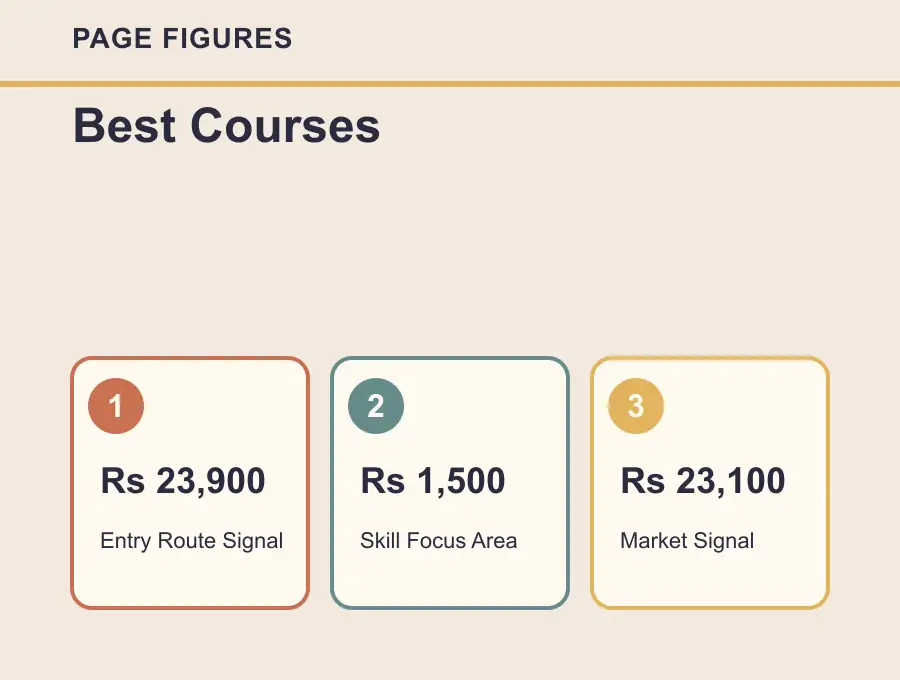 PAGE FIGURES
Best Courses
1
Rs 23,900
Entry Route Signal
2
Rs 1,500
Skill Focus Area
3
Rs 23,100
Market Signal